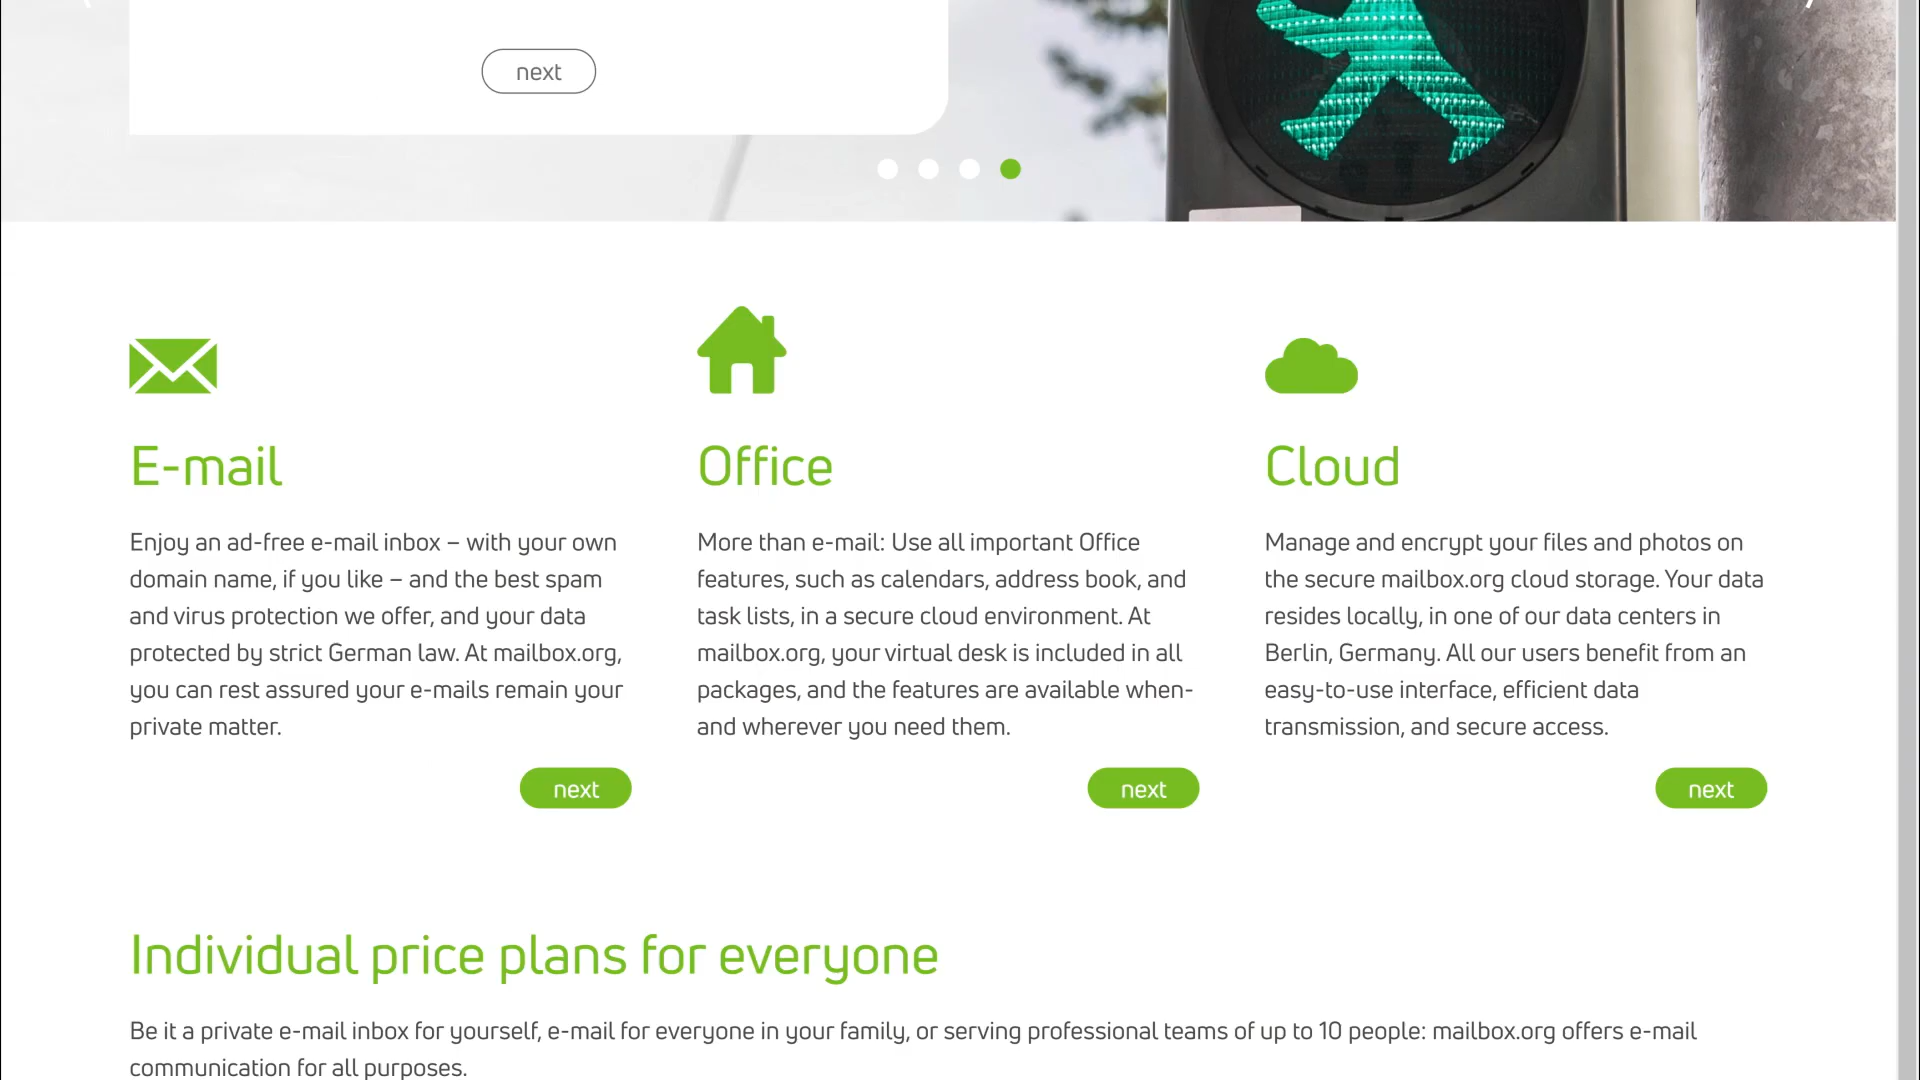 next
E-mail
Enjoy an ad-free e-mail inbox – with your own
domain name, if you like – and the best spam
and virus protection we offer, and your data
protected by strict German law. At mailbox.org,
you can rest assured your e-mails remain your
private matter.
next
Office
More than e-mail: Use all important Office
features, such as calendars, address book, and
task lists, in a secure cloud environment. At
mailbox.org, your virtual desk is included in all
packages, and the features are available when-
and wherever you need them.
next
Cloud
Manage and encrypt your files and photos on
the secure mailbox.org cloud storage. Your data
resides locally, in one of our data centers in
Berlin, Germany. All our users benefit from an
easy-to-use interface, efficient data
transmission, and secure access.
next
Individual price plans for everyone
Be it a private e-mail inbox for yourself, e-mail for everyone in your family, or serving professional teams of up to 10 people: mailbox.org offers e-mail
communication for all purposes.